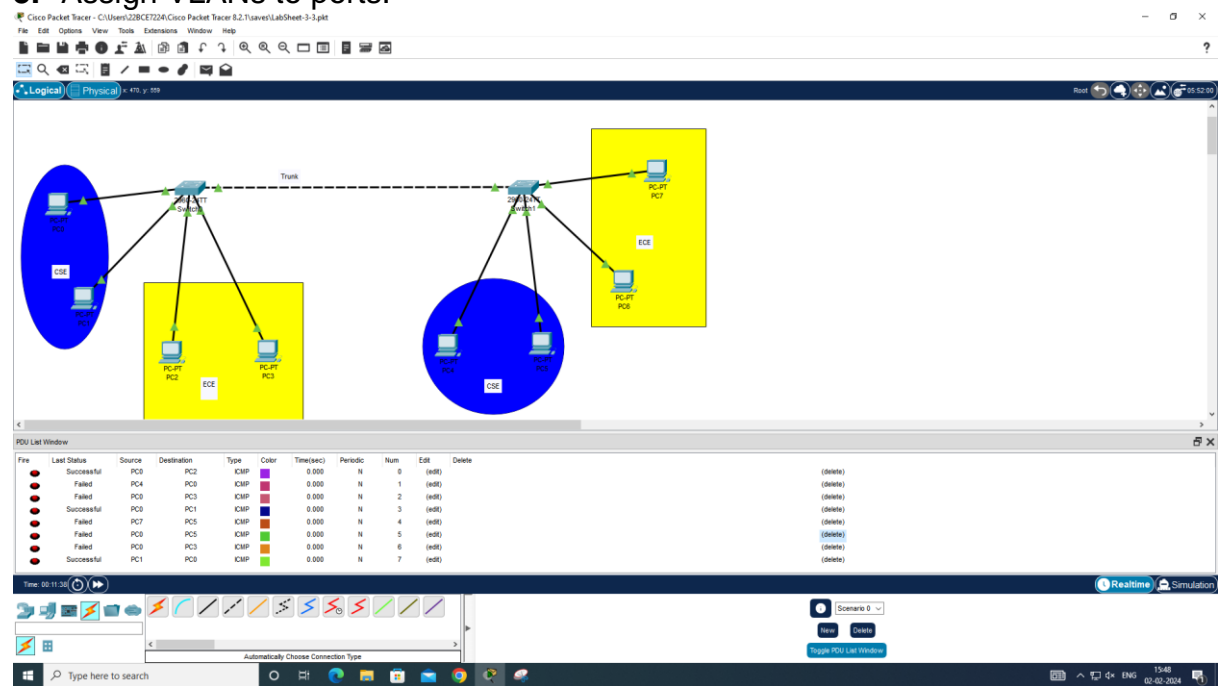 3. Assign VLANs to ports.
Cisco Packet Tracer - C:\Users\22BCE7224\Cisco Packet Tracer 8.2.1\saves\LabSheet-3-3.pkt
File Edit Options View Tools Extensions Window Help
?
Logical Physical x: 470, y: 559 Root 05:52:00
Trunk
PC-PT
PC7
2960-24TT
Switch1
ECE
CSE
PC-PT
PC6
PC-PT
PC2
PC-PT
PC3
ECE
CSE
PDU List Window
Fire Last Status Source Destination Type Color Time(sec) Periodic Num Edit Delete
Successful PC0 PC2 ICMP 0.000 N 0 (edit) (delete)
Failed PC4 PC0 ICMP 0.000 N 1 (edit) (delete)
Failed PC0 PC3 ICMP 0.000 N 2 (edit) (delete)
Successful PC0 PC1 ICMP 0.000 N 3 (edit) (delete)
Failed PC7 PC5 ICMP 0.000 N 4 (edit) (delete)
Failed PC0 PC5 ICMP 0.000 N 5 (edit) (delete)
Failed PC0 PC3 ICMP 0.000 N 6 (edit) (delete)
Successful PC1 PC0 ICMP 0.000 N 7 (edit) (delete)
Time: 00:11:38 Realtime Simulation
Scenario 0
New Delete
Toggle PDU List Window
Automatically Choose Connection Type
Type here to search
ENG
15:48
02-02-2024